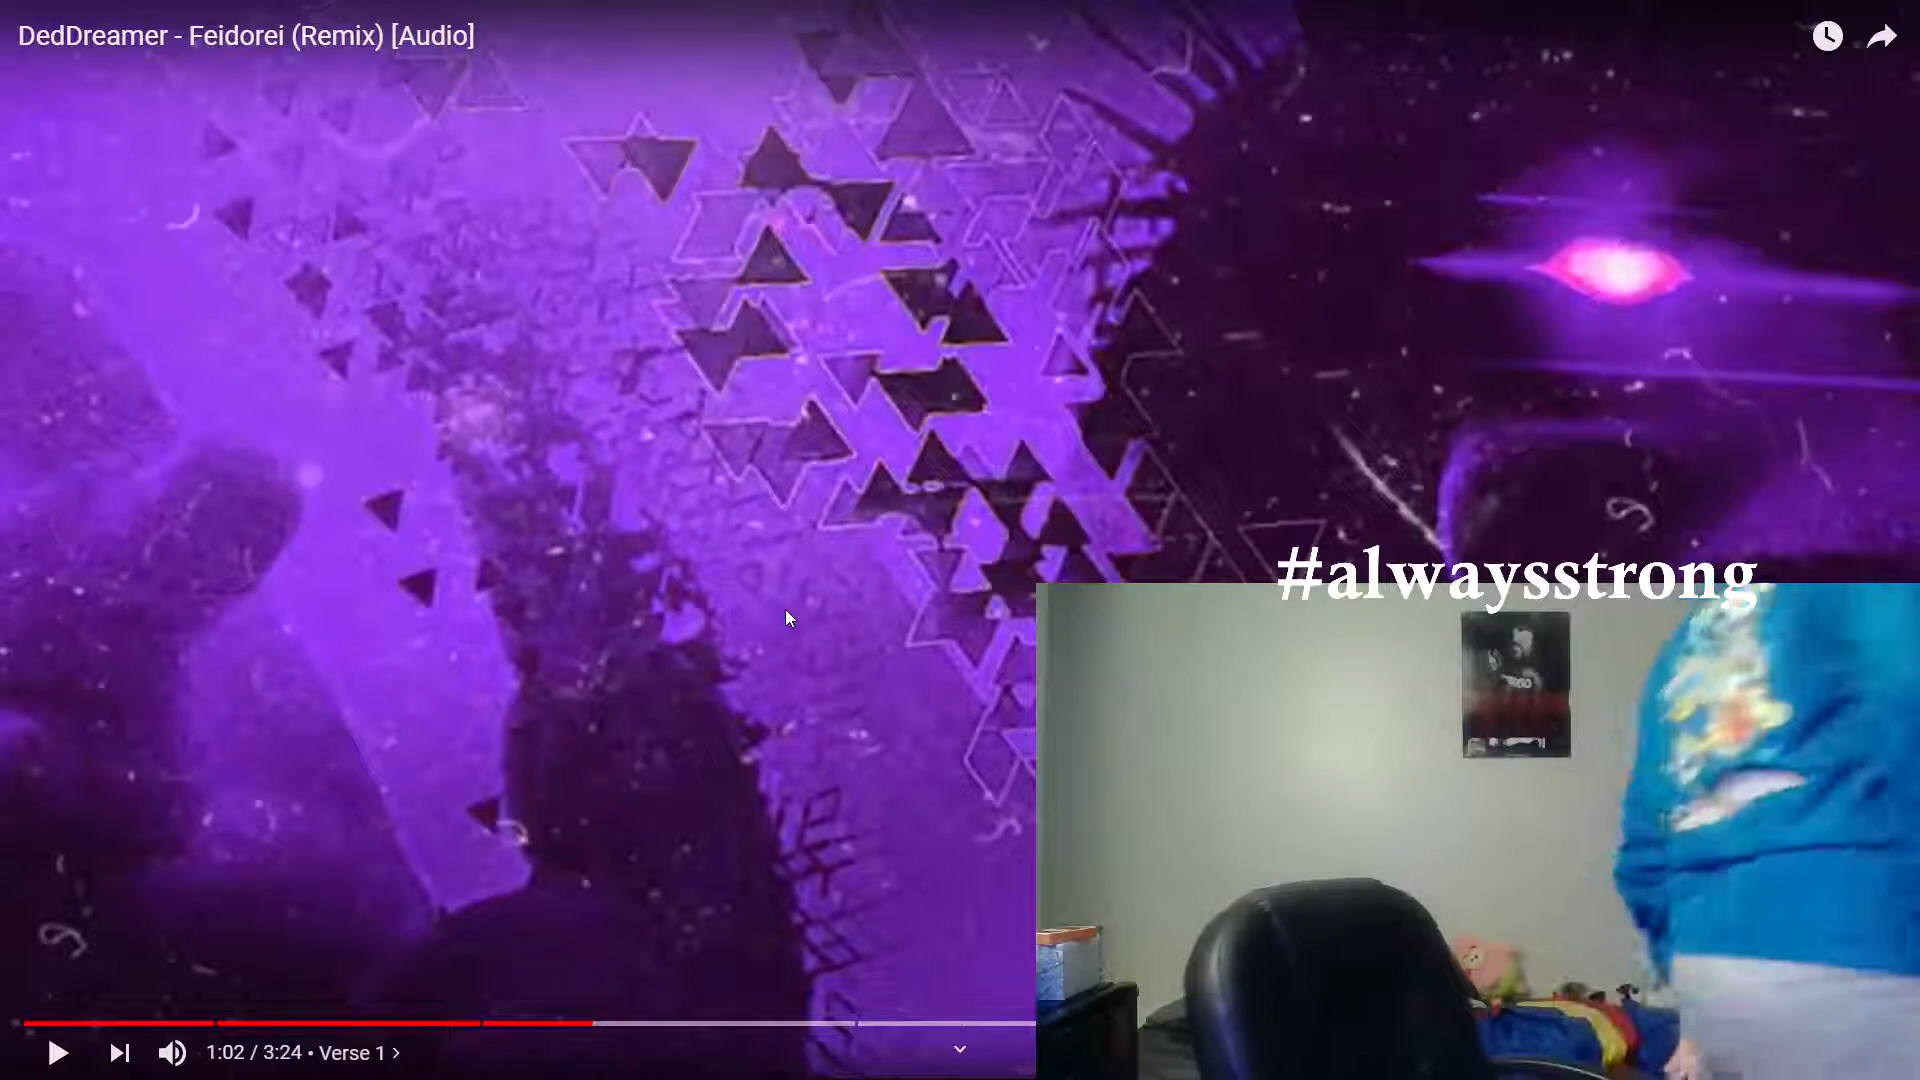 DedDreamer - Feidorei (Remix) [Audio]
#alwaysstrong
1:02 / 3:24 • Verse 1 ›